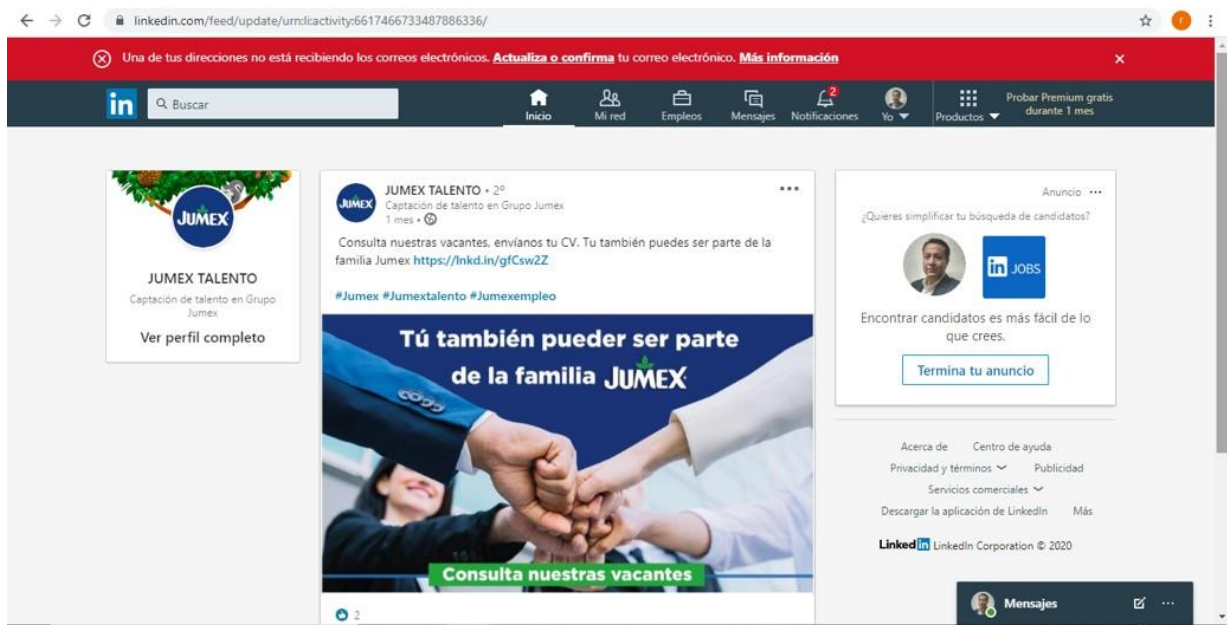 linkedin.com/feed/update/urn:li:activity:6617466733487886336/
r
Una de tus direcciones no está recibiendo los correos electrónicos. Actualiza o confirma tu correo electrónico. Más información
in
Buscar
Inicio
Mi red
Empleos
Mensajes
2
Notificaciones
Yo
Productos
Probar Premium gratis
durante 1 mes
JUMEX
JUMEX TALENTO
Captación de talento en Grupo
Jumex
Ver perfil completo
JUMEX
JUMEX TALENTO • 2º
Captación de talento en Grupo Jumex
1 mes •
Consulta nuestras vacantes, envíanos tu CV. Tu también puedes ser parte de la
familia Jumex https://lnkd.in/gfCsw2Z
#Jumex #Jumextalento #Jumexempleo
Tú también pueder ser parte
de la familia JUMEX
Consulta nuestras vacantes
2
Anuncio
¿Quieres simplificar tu búsqueda de candidatos?
in JOBS
Encontrar candidatos es más fácil de lo
que crees.
Termina tu anuncio
Acerca de Centro de ayuda
Privacidad y términos Publicidad
Servicios comerciales
Descargar la aplicación de LinkedIn Más
Linked in LinkedIn Corporation © 2020
Mensajes